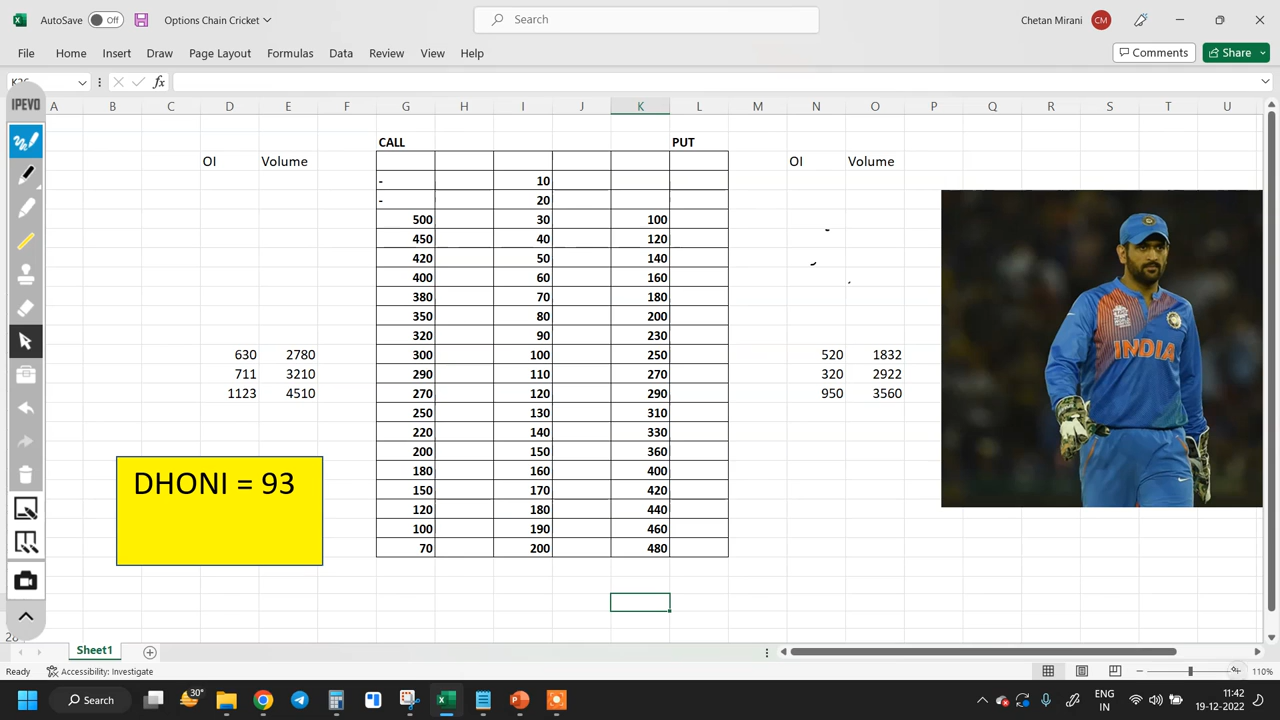 AutoSave Off Options Chain Cricket Search Chetan Mirani CM
File Home Insert Draw Page Layout Formulas Data Review View Help Comments Share
fx
IPEVO
A B C D E F G H I J K L M N O P Q R S T U
CALL PUT
OI Volume OI Volume
- 10
- 20
500 30 100
450 40 120
420 50 140
400 60 160
380 70 180
350 80 200
320 90 230
630 2780 300 100 250 520 1832
711 3210 290 110 270 320 2922
1123 4510 270 120 290 950 3560
250 130 310
220 140 330
200 150 360
180 160 400
150 170 420
120 180 440
100 190 460
70 200 480
DHONI = 93
INDIA
Sheet1
Ready Accessibility: Investigate 110%
30° Search ENG IN 11:42 19-12-2022